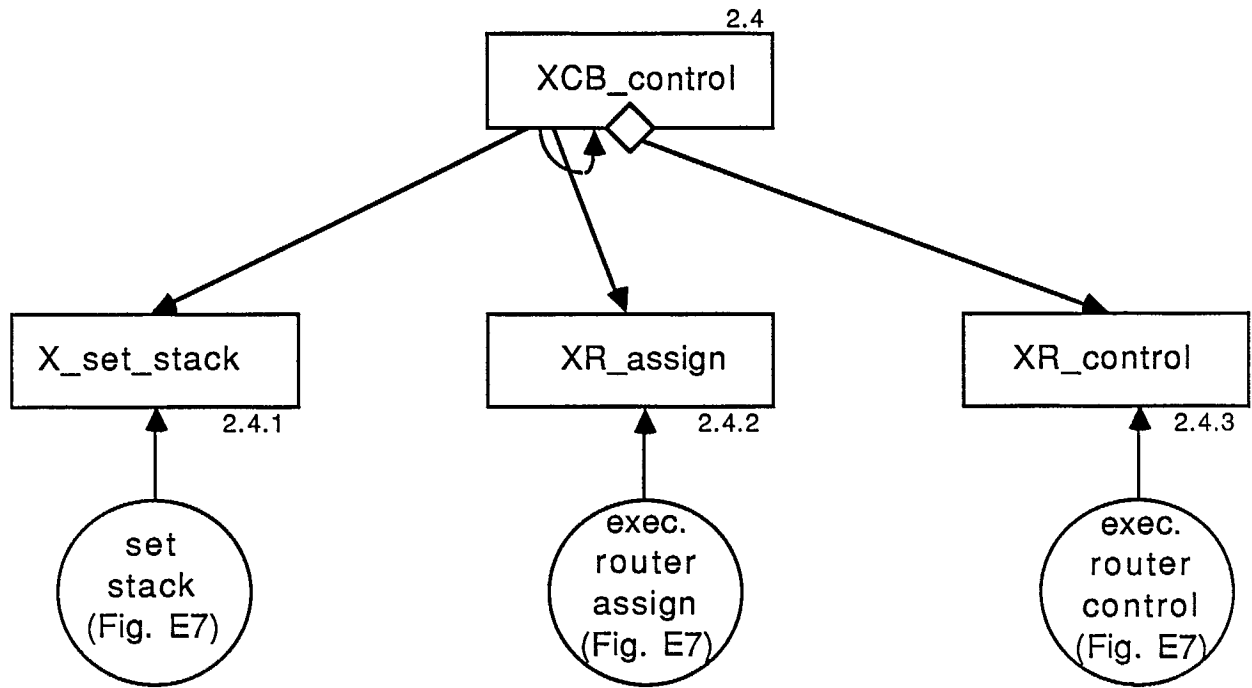 2.4
XCB_control
X_set_stack
XR_assign
XR_control
2.4.1
2.4.2
2.4.3
set
stack
(Fig. E7)
exec.
router
assign
(Fig. E7)
exec.
router
control
(Fig. E7)